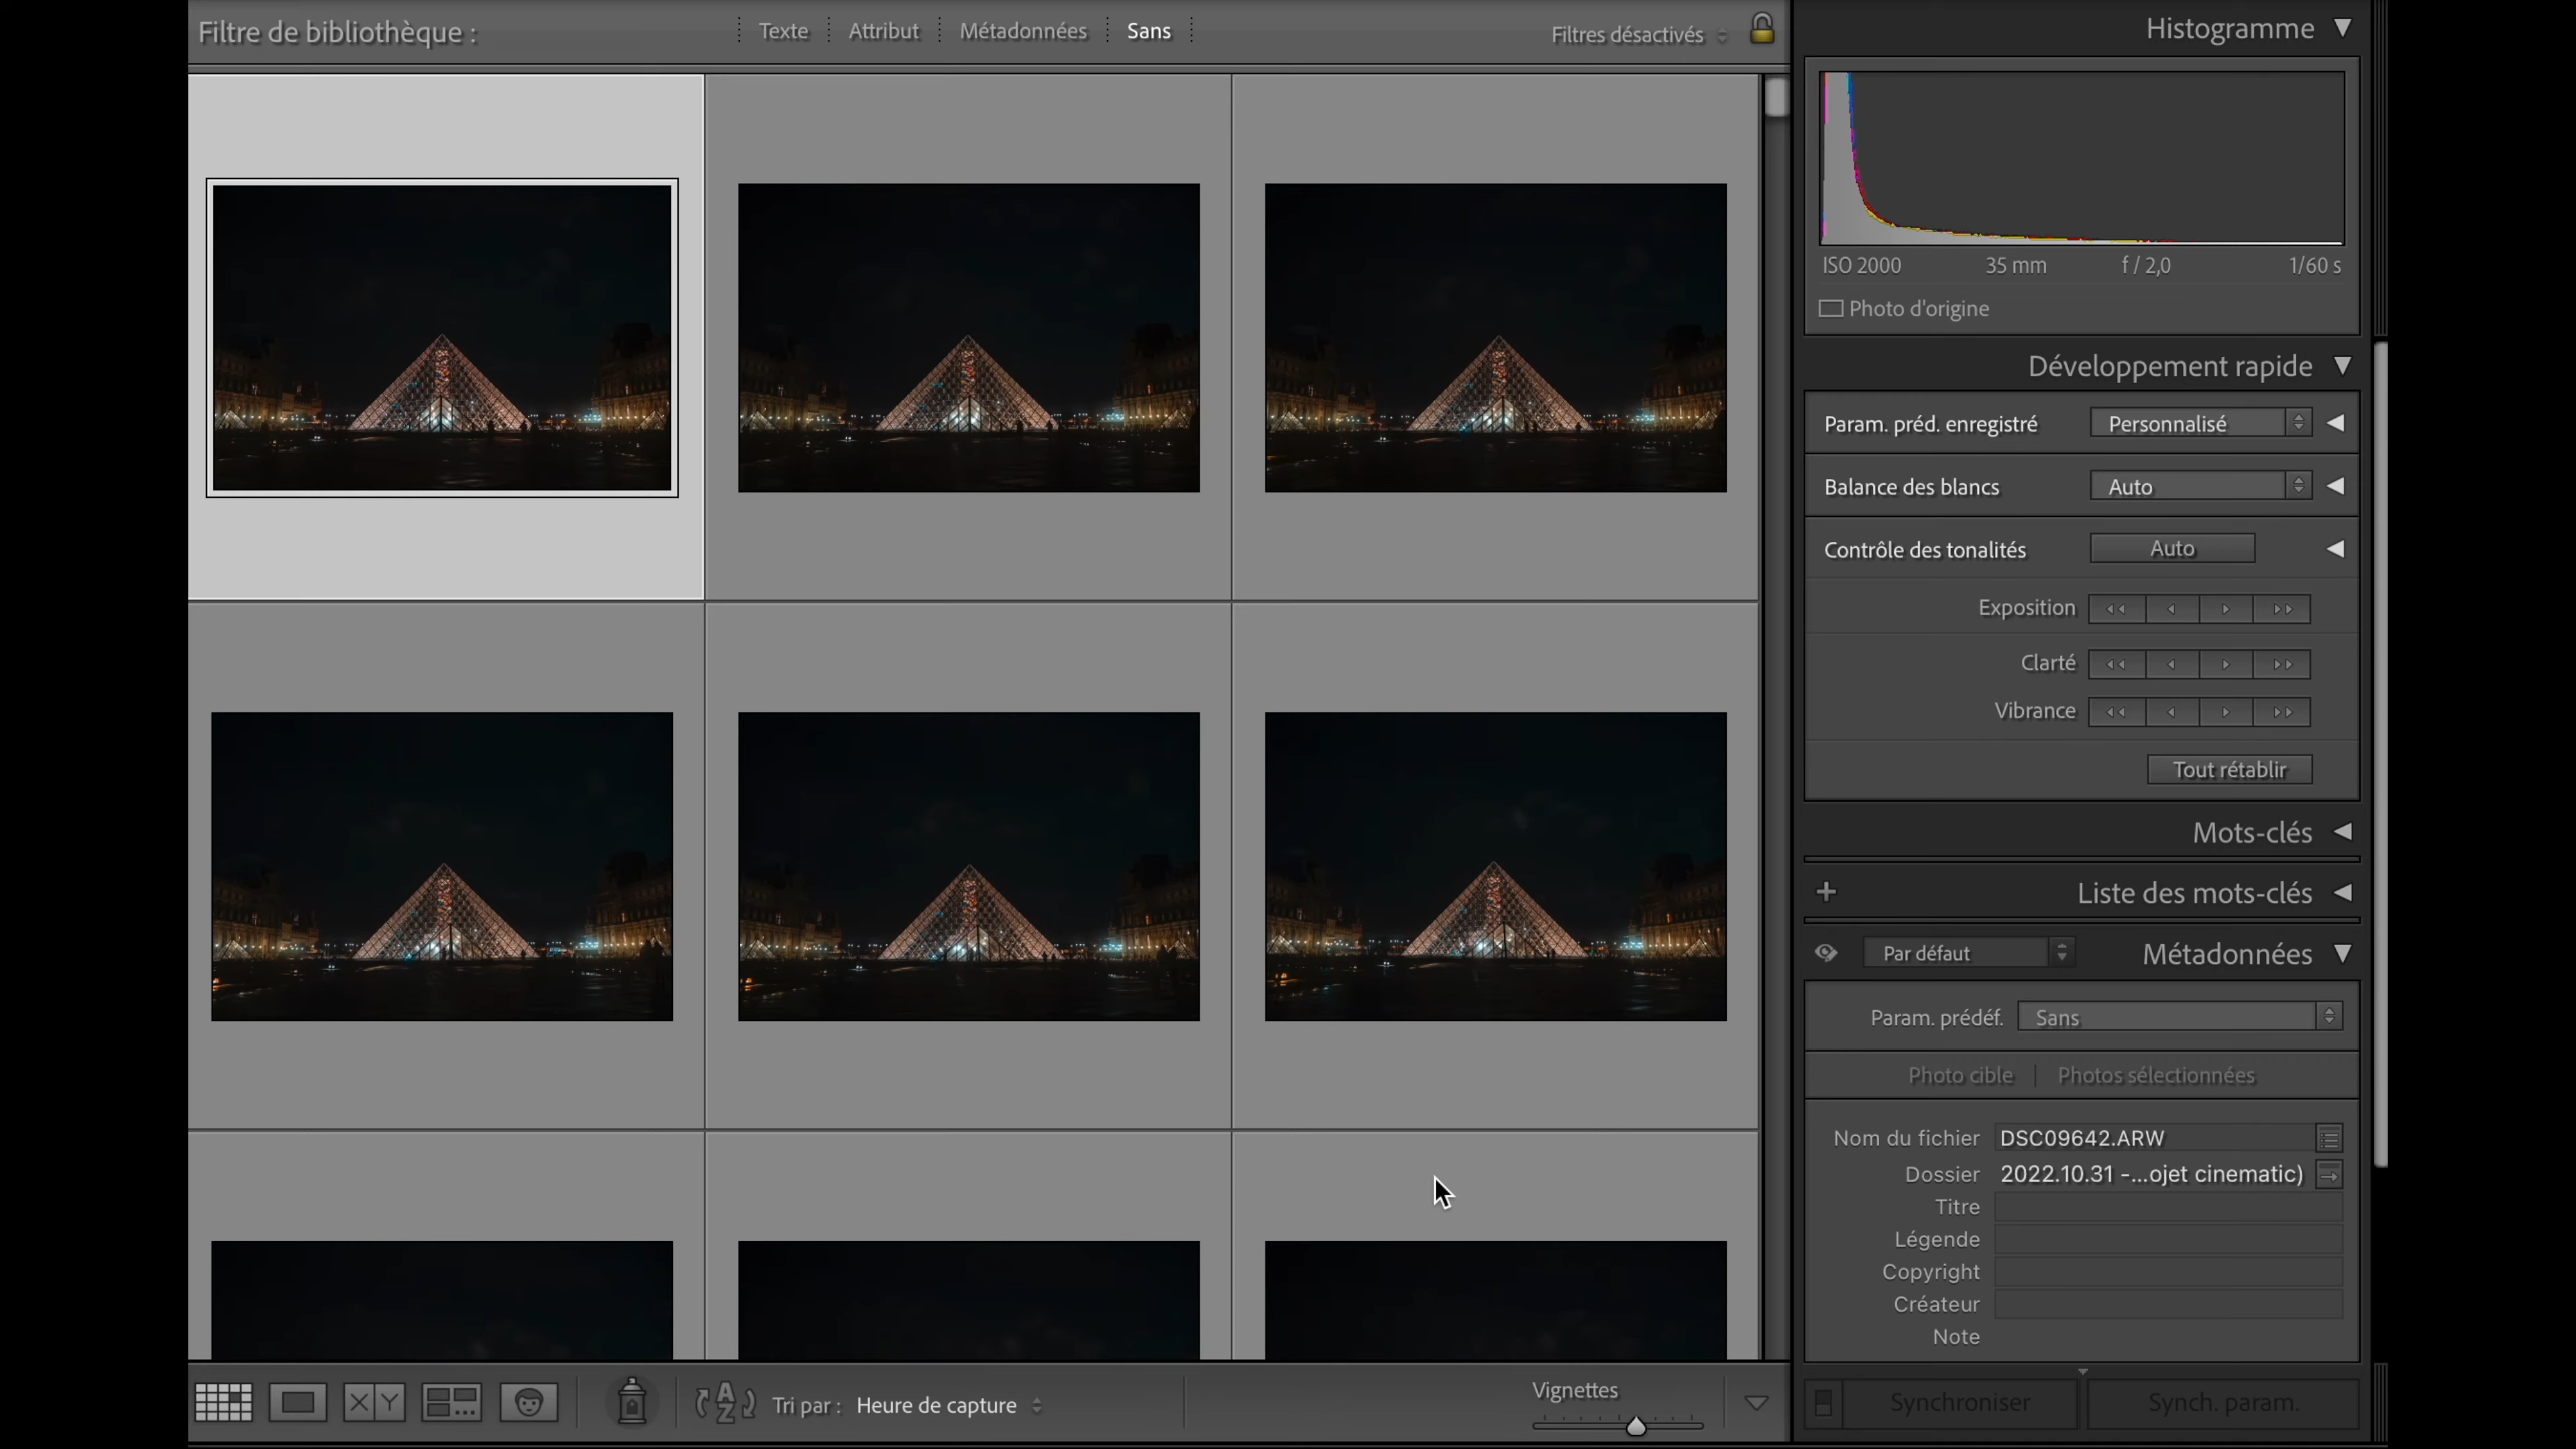 Filtre de bibliothèque :
Texte
Attribut
Métadonnées
Sans
Filtres désactivés
Histogramme
ISO 2000
35 mm
f / 2,0
1/60 s
Photo d'origine
Développement rapide
Param. préd. enregistré
Personnalisé
Balance des blancs
Auto
Contrôle des tonalités
Auto
Exposition
Clarté
Vibrance
Tout rétablir
Mots-clés
Liste des mots-clés
Par défaut
Métadonnées
Param. prédéf.
Sans
Photo cible
Photos sélectionnées
Nom du fichier
DSC09642.ARW
Dossier
2022.10.31 -...ojet cinematic)
Titre
Légende
Copyright
Créateur
Note
X Y
A Z
Tri par :
Heure de capture
Vignettes
Synchroniser
Synch. param.